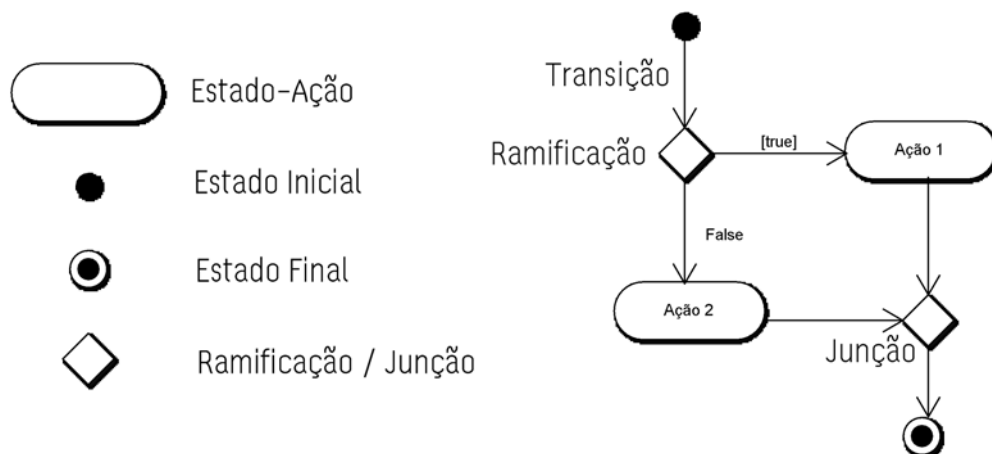 Estado-Ação
Estado Inicial
Estado Final
Ramificação / Junção
Transição
Ramificação
[true]
Ação 1
False
Ação 2
Junção